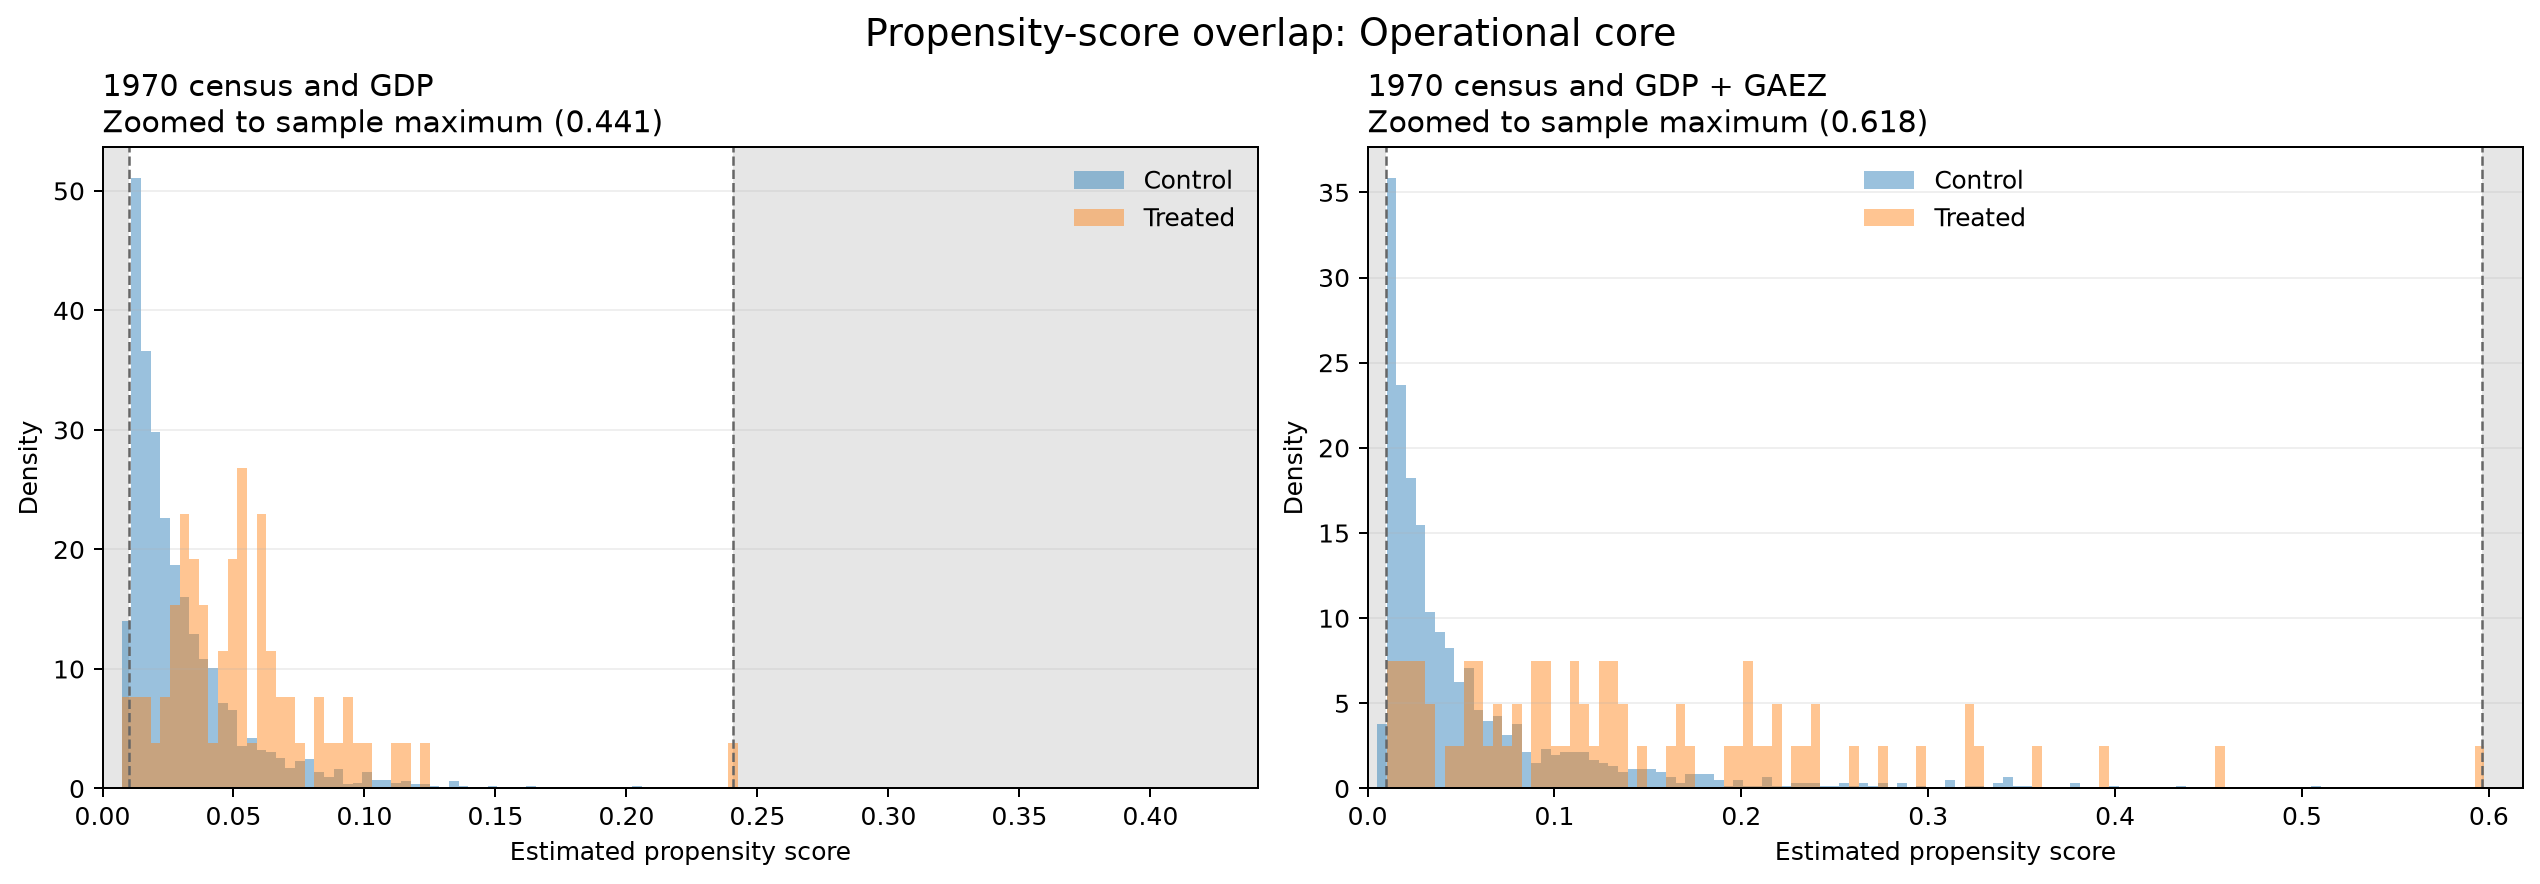 Propensity-score overlap: Operational core
1970 census and GDP
Zoomed to sample maximum (0.441)
Control
Treated
50
40
30
20
10
0
Density
0.00 0.05 0.10 0.15 0.20 0.25 0.30 0.35 0.40
Estimated propensity score
1970 census and GDP + GAEZ
Zoomed to sample maximum (0.618)
Control
Treated
35
30
25
20
15
10
5
0
Density
0.0 0.1 0.2 0.3 0.4 0.5 0.6
Estimated propensity score